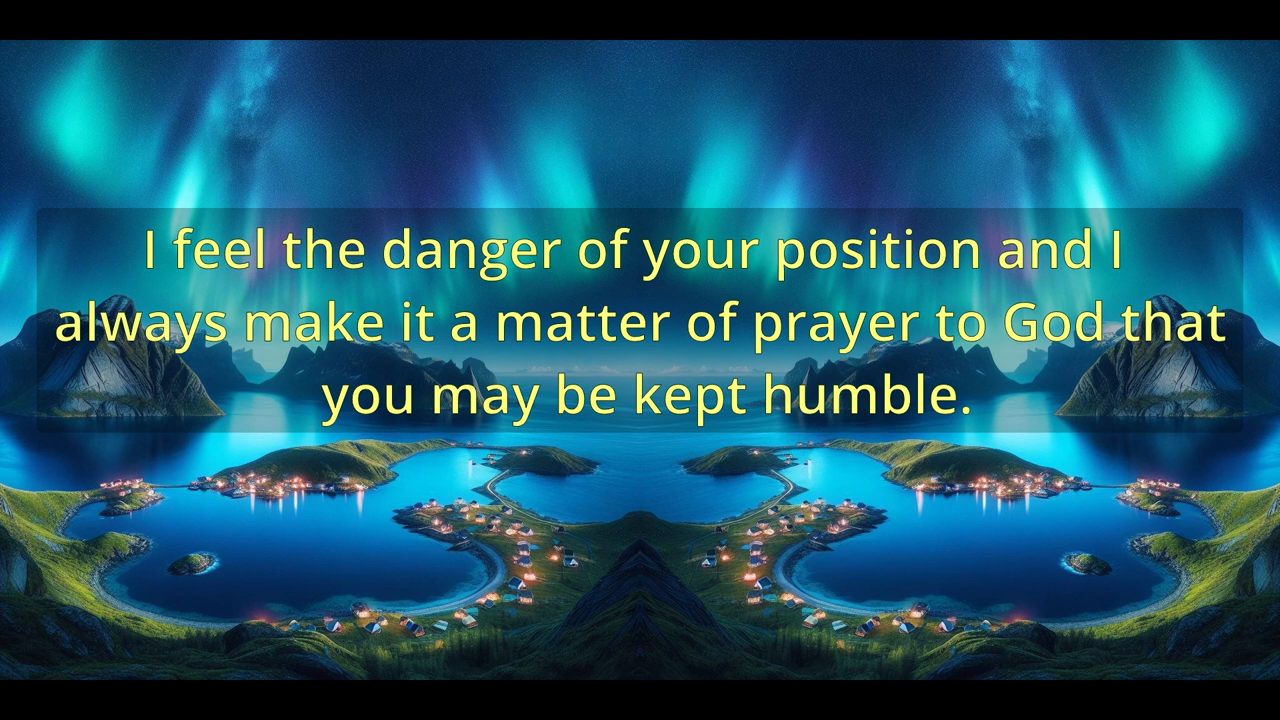 I feel the danger of your position and I
always make it a matter of prayer to God that
you may be kept humble.